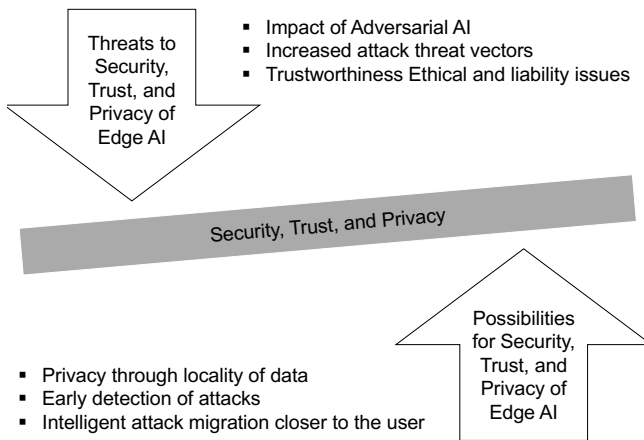 Threats to
Security,
Trust, and
Privacy of
Edge AI
▪ Impact of Adversarial AI
▪ Increased attack threat vectors
▪ Trustworthiness Ethical and liability issues
Security, Trust, and Privacy
Possibilities
for Security,
Trust, and
Privacy of
Edge AI
▪ Privacy through locality of data
▪ Early detection of attacks
▪ Intelligent attack migration closer to the user